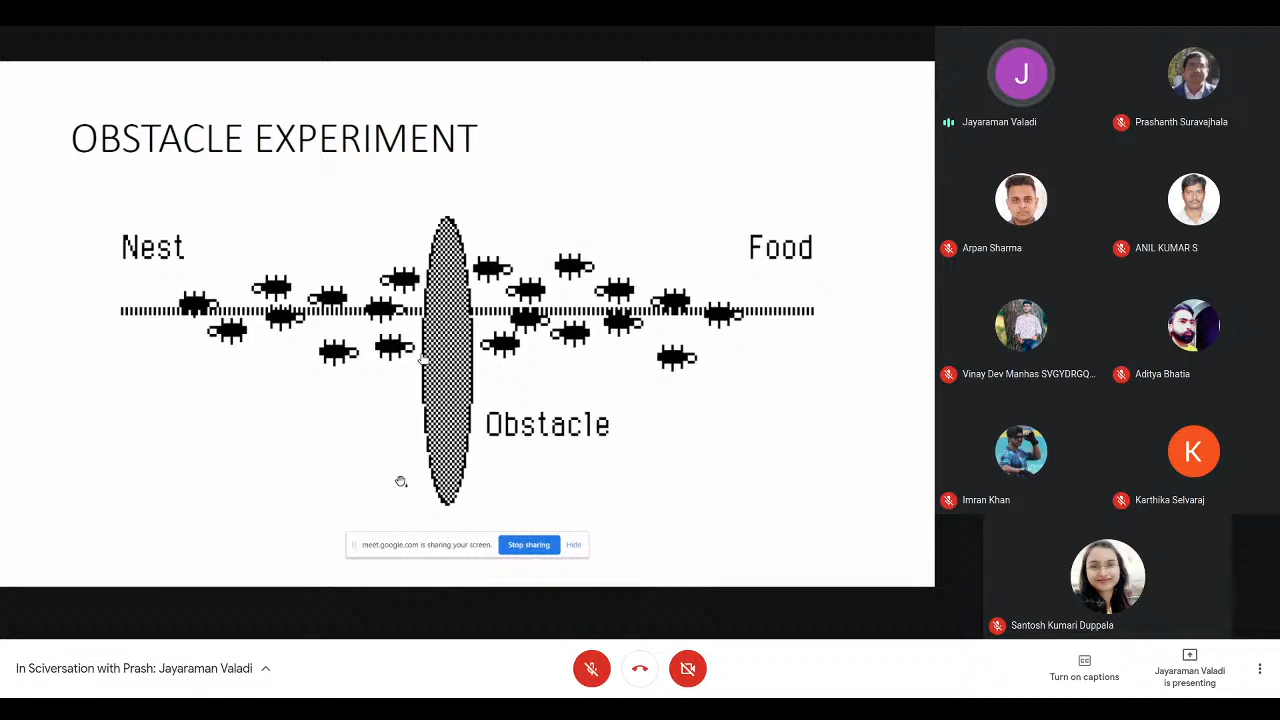 OBSTACLE EXPERIMENT
Nest
Food
Obstacle
meet.google.com is sharing your screen.
Stop sharing
Hide
J
Jayaraman Valadi
Prashanth Suravajhala
Arpan Sharma
ANIL KUMAR S
Vinay Dev Manhas SVGYDRGQ...
Aditya Bhatia
Imran Khan
K
Karthika Selvaraj
Santosh Kumari Duppala
In Sciversation with Prash: Jayaraman Valadi
CC
Turn on captions
Jayaraman Valadi
is presenting